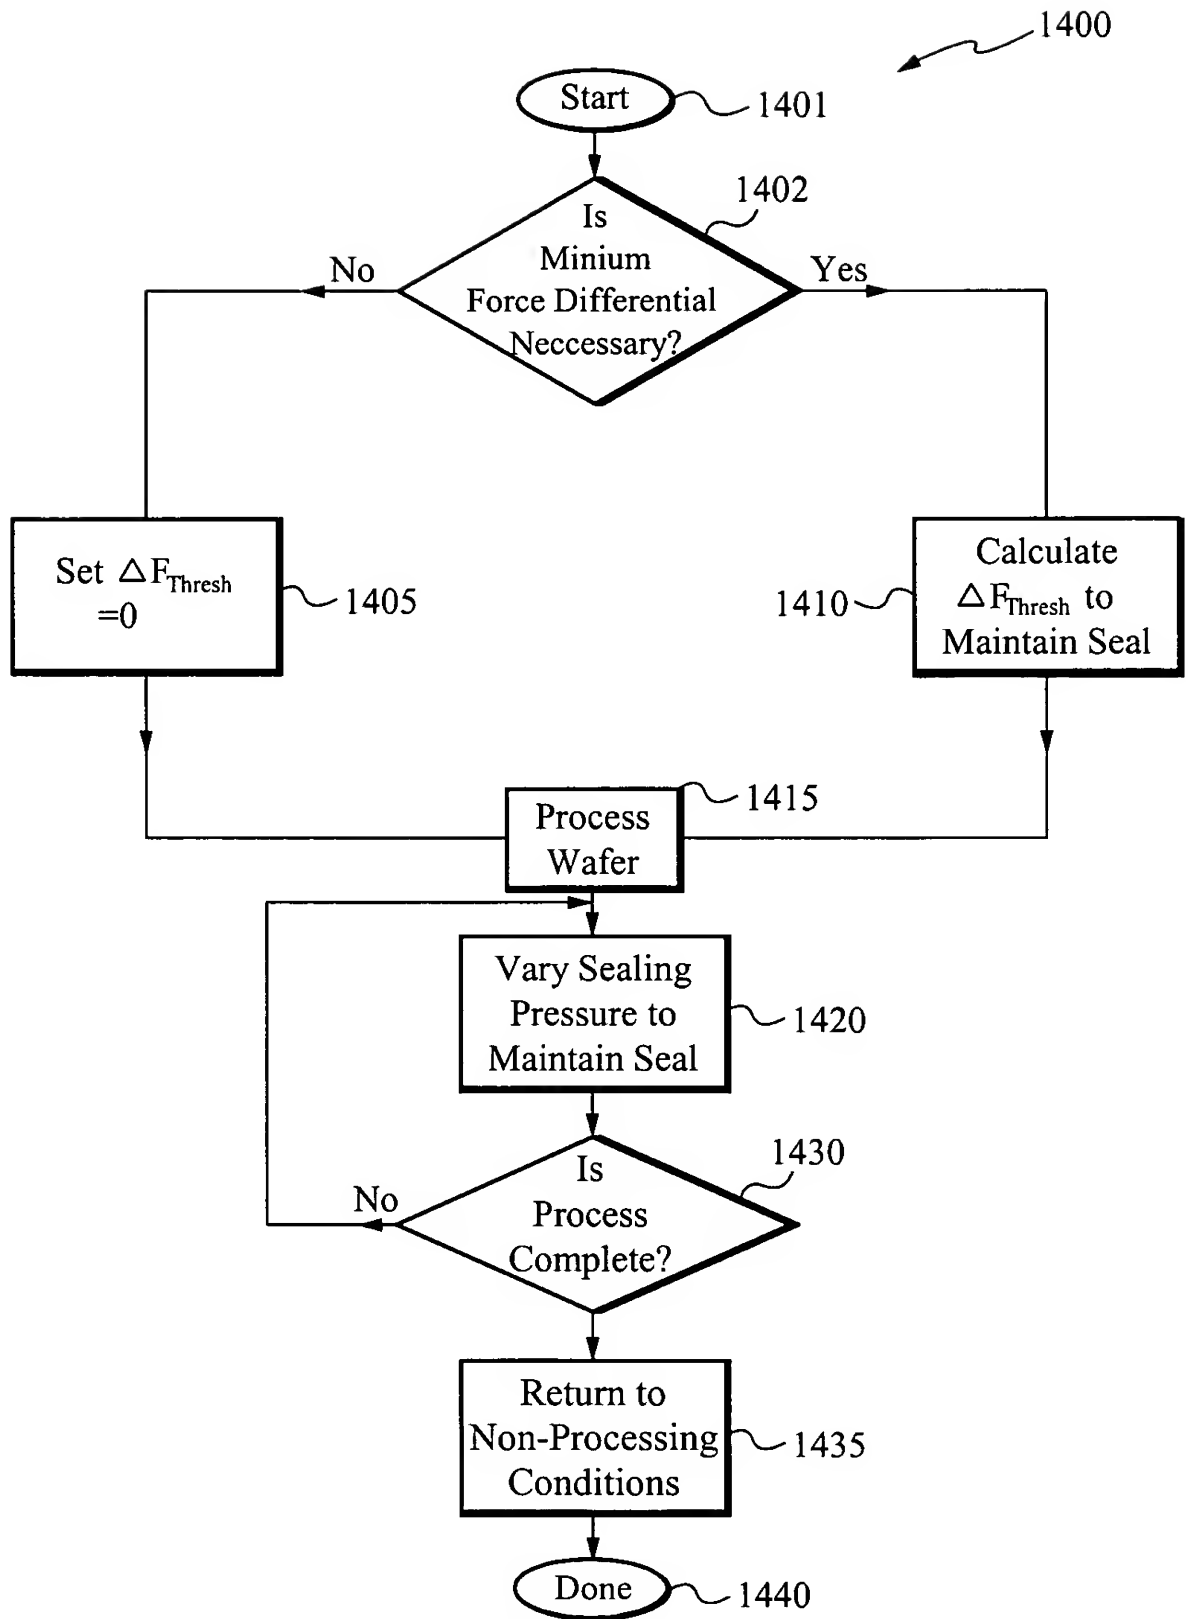 1400
Start
1401
1402
Is
Minium
Force Differential
Neccessary?
No
Yes
Set △F_Thresh
=0
1405
Calculate
△F_Thresh to
Maintain Seal
1410
1415
Process
Wafer
Vary Sealing
Pressure to
Maintain Seal
1420
1430
Is
Process
Complete?
No
Return to
Non-Processing
Conditions
1435
Done
1440